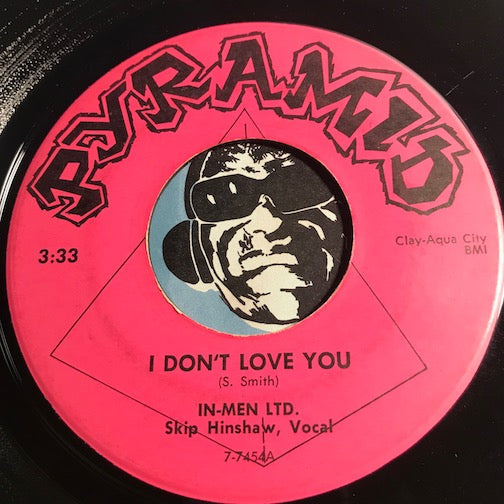 PYRAMID
3:33
Clay-Aqua City
BMI
I DON'T LOVE YOU
(S. Smith)
IN-MEN LTD.
Skip Hinshaw, Vocal
7-7454A